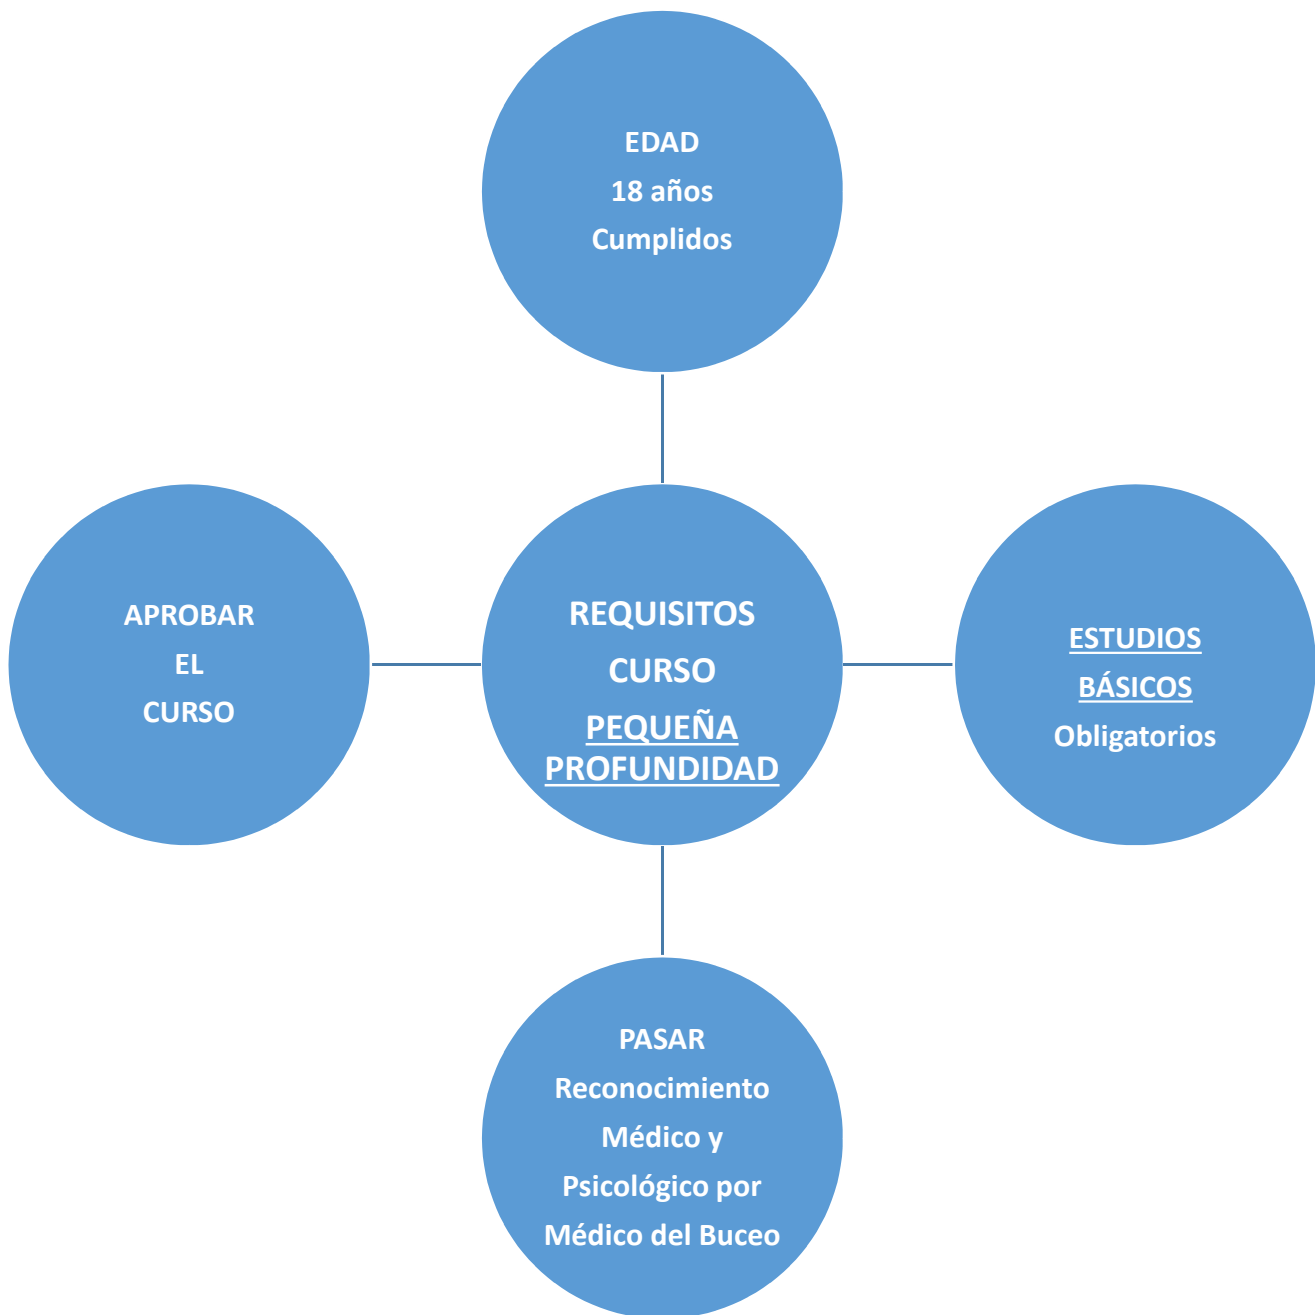 EDAD
18 años
Cumplidos
APROBAR
EL
CURSO
REQUISITOS
CURSO
PEQUEÑA
PROFUNDIDAD
ESTUDIOS
BÁSICOS
Obligatorios
PASAR
Reconocimiento
Médico y
Psicológico por
Médico del Buceo